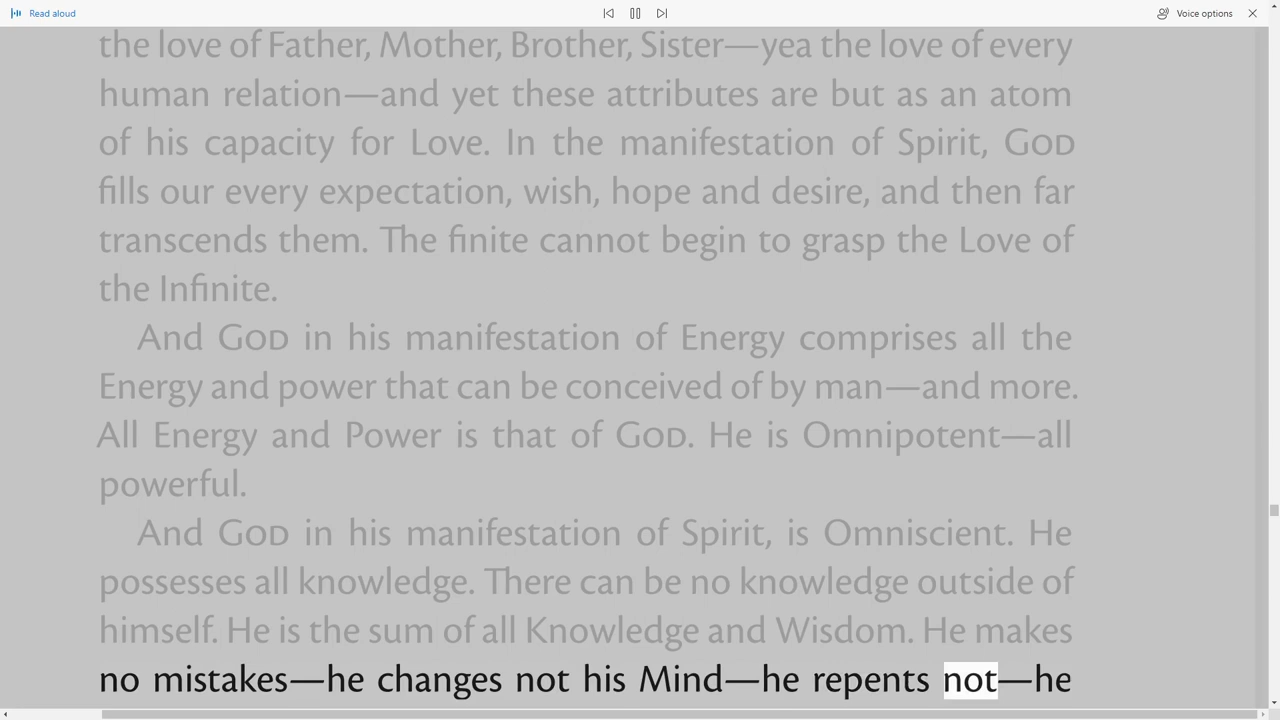 Read aloud
Voice options
the love of Father, Mother, Brother, Sister—yea the love of every
human relation—and yet these attributes are but as an atom
of his capacity for Love. In the manifestation of Spirit, GOD
fills our every expectation, wish, hope and desire, and then far
transcends them. The finite cannot begin to grasp the Love of
the Infinite.
And GOD in his manifestation of Energy comprises all the
Energy and power that can be conceived of by man—and more.
All Energy and Power is that of GOD. He is Omnipotent—all
powerful.
And GOD in his manifestation of Spirit, is Omniscient. He
possesses all knowledge. There can be no knowledge outside of
himself. He is the sum of all Knowledge and Wisdom. He makes
no mistakes—he changes not his Mind—he repents not—he